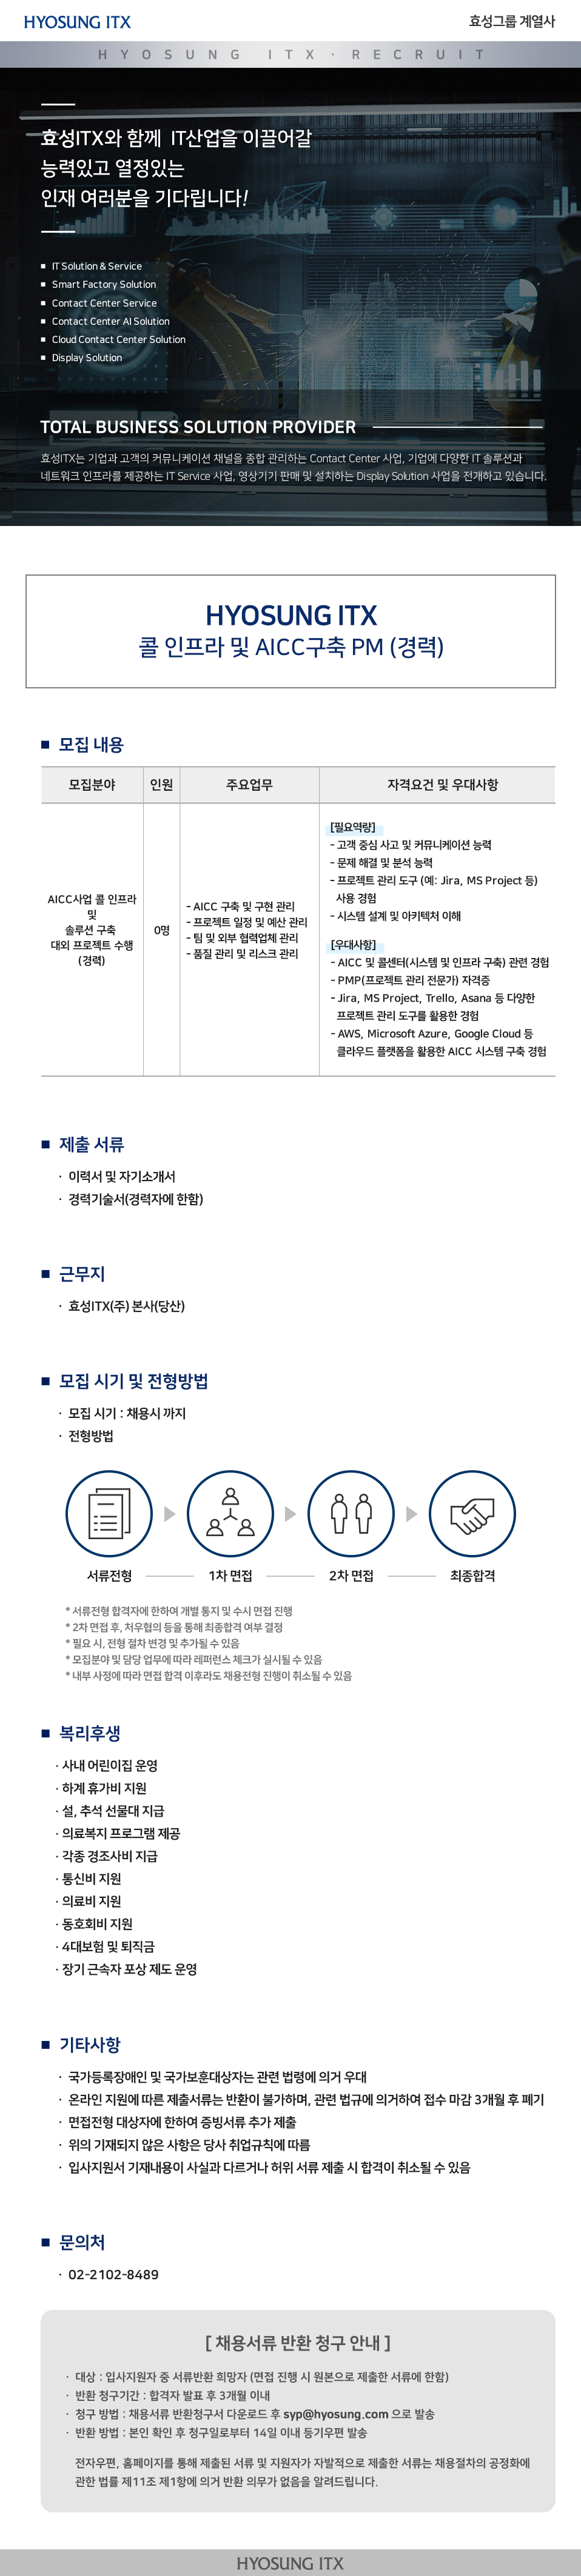 HYOSUNG ITX
효성그룹 계열사
HYOSUNG ITX · RECRUIT
효성ITX와 함께 IT산업을 이끌어갈
능력있고 열정있는
인재 여러분을 기다립니다!
■ IT Solution & Service
■ Smart Factory Solution
■ Contact Center Service
■ Contact Center AI Solution
■ Cloud Contact Center Solution
■ Display Solution
TOTAL BUSINESS SOLUTION PROVIDER
효성ITX는 기업과 고객의 커뮤니케이션 채널을 종합 관리하는 Contact Center 사업, 기업에 다양한 IT 솔루션과
네트워크 인프라를 제공하는 IT Service 사업, 영상기기 판매 및 설치하는 Display Solution 사업을 전개하고 있습니다.
HYOSUNG ITX
콜 인프라 및 AICC구축 PM (경력)
■ 모집 내용
모집분야 인원 주요업무 자격요건 및 우대사항
AICC사업 콜 인프라
및
솔루션 구축
대외 프로젝트 수행
(경력)
0명
- AICC 구축 및 구현 관리
- 프로젝트 일정 및 예산 관리
- 팀 및 외부 협력업체 관리
- 품질 관리 및 리스크 관리
[필요역량]
- 고객 중심 사고 및 커뮤니케이션 능력
- 문제 해결 및 분석 능력
- 프로젝트 관리 도구 (예: Jira, MS Project 등)
사용 경험
- 시스템 설계 및 아키텍처 이해
[우대사항]
- AICC 및 콜센터(시스템 및 인프라 구축) 관련 경험
- PMP(프로젝트 관리 전문가) 자격증
- Jira, MS Project, Trello, Asana 등 다양한
프로젝트 관리 도구를 활용한 경험
- AWS, Microsoft Azure, Google Cloud 등
클라우드 플랫폼을 활용한 AICC 시스템 구축 경험
■ 제출 서류
· 이력서 및 자기소개서
· 경력기술서(경력자에 한함)
■ 근무지
· 효성ITX(주) 본사(당산)
■ 모집 시기 및 전형방법
· 모집 시기 : 채용시 까지
· 전형방법
서류전형 1차 면접 2차 면접 최종합격
* 서류전형 합격자에 한하여 개별 통지 및 수시 면접 진행
* 2차 면접 후, 처우협의 등을 통해 최종합격 여부 결정
* 필요 시, 전형 절차 변경 및 추가될 수 있음
* 모집분야 및 담당 업무에 따라 레퍼런스 체크가 실시될 수 있음
* 내부 사정에 따라 면접 합격 이후라도 채용전형 진행이 취소될 수 있음
■ 복리후생
· 사내 어린이집 운영
· 하계 휴가비 지원
· 설, 추석 선물대 지급
· 의료복지 프로그램 제공
· 각종 경조사비 지급
· 통신비 지원
· 의료비 지원
· 동호회비 지원
· 4대보험 및 퇴직금
· 장기 근속자 포상 제도 운영
■ 기타사항
· 국가등록장애인 및 국가보훈대상자는 관련 법령에 의거 우대
· 온라인 지원에 따른 제출서류는 반환이 불가하며, 관련 법규에 의거하여 접수 마감 3개월 후 폐기
· 면접전형 대상자에 한하여 증빙서류 추가 제출
· 위의 기재되지 않은 사항은 당사 취업규칙에 따름
· 입사지원서 기재내용이 사실과 다르거나 허위 서류 제출 시 합격이 취소될 수 있음
■ 문의처
· 02-2102-8489
[ 채용서류 반환 청구 안내 ]
· 대상 : 입사지원자 중 서류반환 희망자 (면접 진행 시 원본으로 제출한 서류에 한함)
· 반환 청구기간 : 합격자 발표 후 3개월 이내
· 청구 방법 : 채용서류 반환청구서 다운로드 후 syp@hyosung.com 으로 발송
· 반환 방법 : 본인 확인 후 청구일로부터 14일 이내 등기우편 발송
전자우편, 홈페이지를 통해 제출된 서류 및 지원자가 자발적으로 제출한 서류는 채용절차의 공정화에
관한 법률 제11조 제1항에 의거 반환 의무가 없음을 알려드립니다.
HYOSUNG ITX